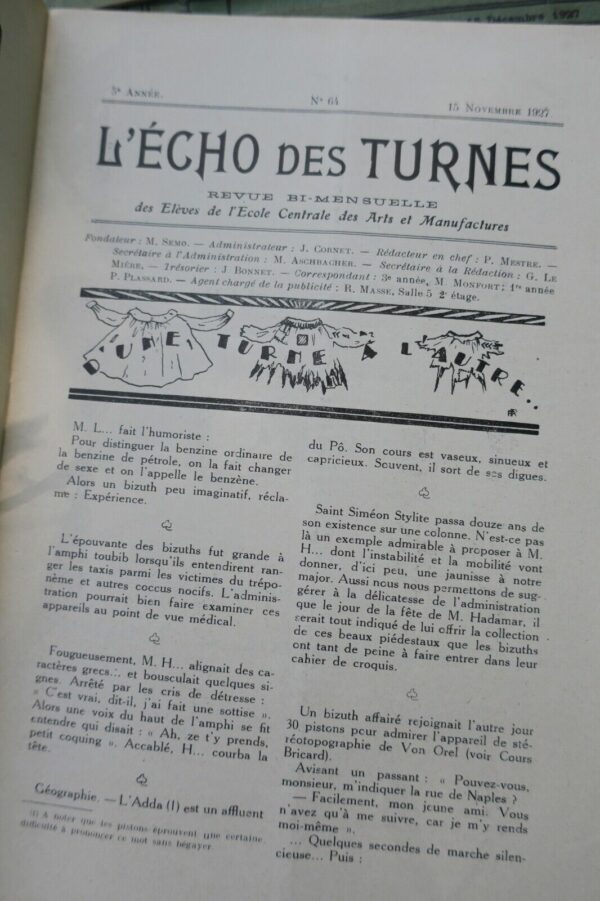 15 Décembre 1927
5e ANNÉE.
N° 64
15 NOVEMBRE 1927
L'ÉCHO DES TURNES
REVUE BI-MENSUELLE
des Elèves de l'Ecole Centrale des Arts et Manufactures
Fondateur : M. SEMO. — Administrateur : J. CORNET. — Rédacteur en chef : P. MESTRE. —
Secrétaire à l'Administration : M. ASCHBACHER. — Secrétaire à la Rédaction : G. LE
MIÈRE. — Trésorier : J BONNET. — Correspondant : 3e année, M. MONFORT; 1re année
P. PLASSARD. — Agent chargé de la publicité : R. MASSE, Salle 5 2e étage.
D'UNE TURNE A L'AUTRE..
M. L... fait l'humoriste :
Pour distinguer la benzine ordinaire de
la benzine de pétrole, on la fait changer
de sexe et on l'appelle le benzène.
Alors un bizuth peu imaginatif, récla-
me : Expérience.
L'épouvante des bizuths fut grande à
l'amphi toubib lorsqu'ils entendirent ran-
ger les taxis parmi les victimes du trépo-
nème et autres coccus nocifs. L'adminis-
tration pourrait bien faire examiner ces
appareils au point de vue médical.
Fougueusement, M. H... alignait des ca-
ractères grecs... et bousculait quelques si-
gnes. Arrêté par les cris de détresse :
« C'est vrai, dit-il, j'ai fait une sottise ».
Alors une voix du haut de l'amphi se fit
entendre qui disait : « Ah, ze t'y prends,
petit coquing ». Accablé, H... courba la
tête.
Géographie. — L'Adda (1) est un affluent
(1) A noter que les pistons éprouvent une certaine
difficulté à prononcer ce mot sans bégayer.
du Pô. Son cours est vaseux, sinueux et
capricieux. Souvent, il sort de ses digues.
Saint Siméon Stylite passa douze ans de
son existence sur une colonne. N'est-ce pas
là un exemple admirable à proposer à M.
H... dont l'instabilité et la mobilité vont
donner, d'ici peu, une jaunisse à notre
major. Aussi nous nous permettons de sug-
gérer à la délicatesse de l'administration
que le jour de la fête de M. Hadamar, il
serait tout indiqué de lui offrir la collection
de ces beaux piédestaux que les bizuths
ont tant de peine à faire entrer dans leur
cahier de croquis.
Un bizuth affairé rejoignait l'autre jour
30 pistons pour admirer l'appareil de sté-
réotopographie de Von Orel (voir Cours
Bricard).
Avisant un passant : « Pouvez-vous,
monsieur, m'indiquer la rue de Naples ?
— Facilement, mon jeune ami. Vous
n'avez qu'à me suivre, car je m'y rends
moi-même ».
... Quelques secondes de marche silen-
cieuse... Puis :